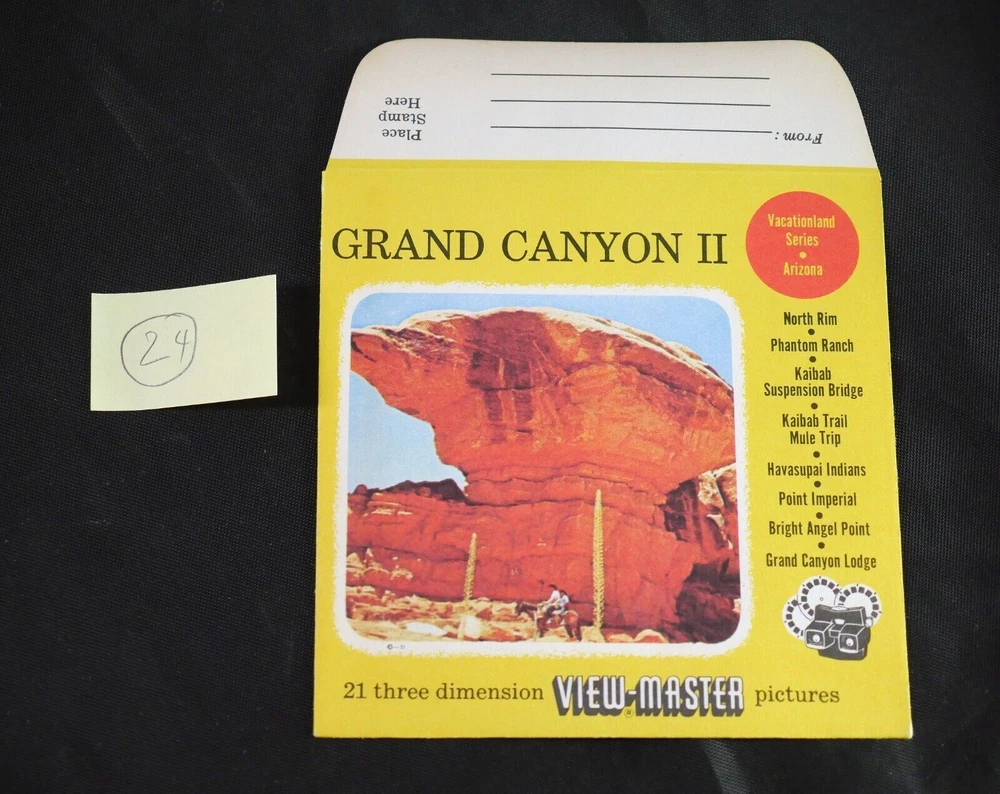 From:
Place
Stamp
Here
GRAND CANYON II
Vacationland
Series
•
Arizona
North Rim
•
Phantom Ranch
•
Kaibab
Suspension Bridge
•
Kaibab Trail
Mule Trip
•
Havasupai Indians
•
Point Imperial
•
Bright Angel Point
•
Grand Canyon Lodge
24
21 three dimension VIEW-MASTER ® pictures